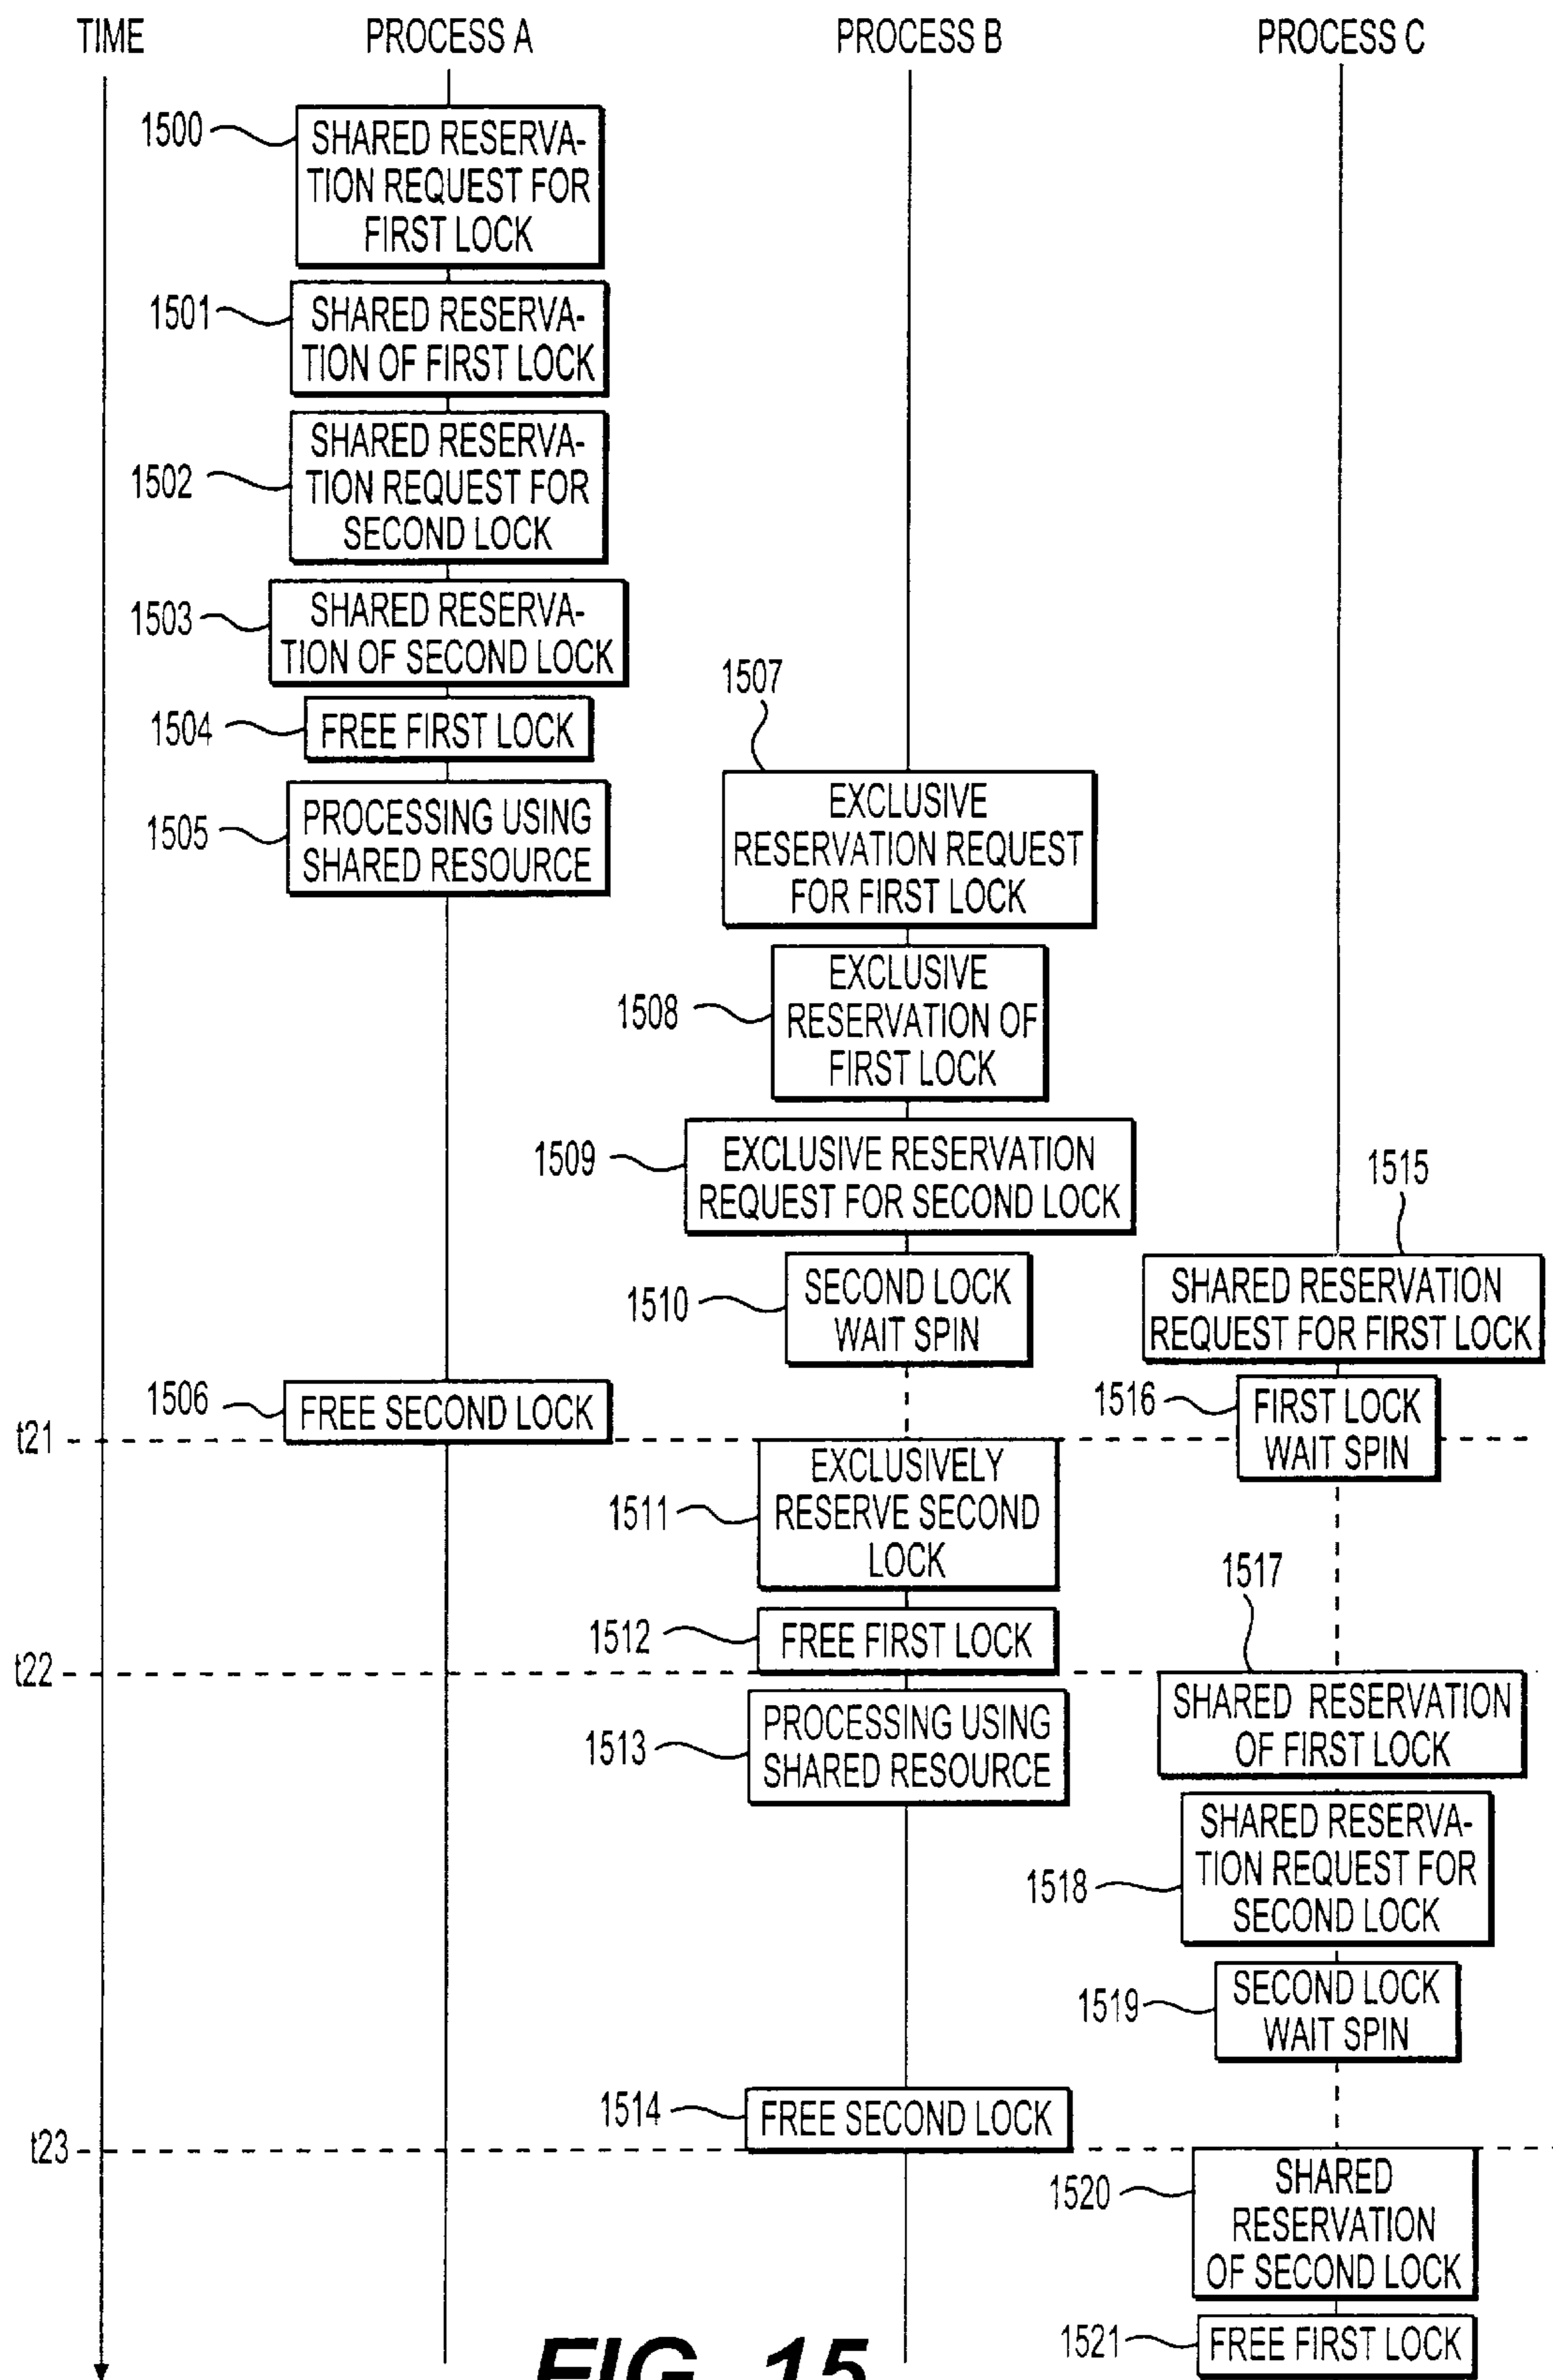 TIME
PROCESS A
PROCESS B
PROCESS C
1500
SHARED RESERVA-
TION REQUEST FOR
FIRST LOCK
1501
SHARED RESERVA-
TION OF FIRST LOCK
1502
SHARED RESERVA-
TION REQUEST FOR
SECOND LOCK
1503
SHARED RESERVA-
TION OF SECOND LOCK
1504
FREE FIRST LOCK
1505
PROCESSING USING
SHARED RESOURCE
1507
EXCLUSIVE
RESERVATION REQUEST
FOR FIRST LOCK
1508
EXCLUSIVE
RESERVATION OF
FIRST LOCK
1509
EXCLUSIVE RESERVATION
REQUEST FOR SECOND LOCK
1510
SECOND LOCK
WAIT SPIN
1515
SHARED RESERVATION
REQUEST FOR FIRST LOCK
1506
FREE SECOND LOCK
1516
FIRST LOCK
WAIT SPIN
t21
1511
EXCLUSIVELY
RESERVE SECOND
LOCK
1512
FREE FIRST LOCK
1517
t22
SHARED RESERVATION
OF FIRST LOCK
1513
PROCESSING USING
SHARED RESOURCE
1518
SHARED RESERVA-
TION REQUEST FOR
SECOND LOCK
1519
SECOND LOCK
WAIT SPIN
1514
FREE SECOND LOCK
t23
1520
SHARED
RESERVATION
OF SECOND LOCK
1521
FREE FIRST LOCK
FIG. 15